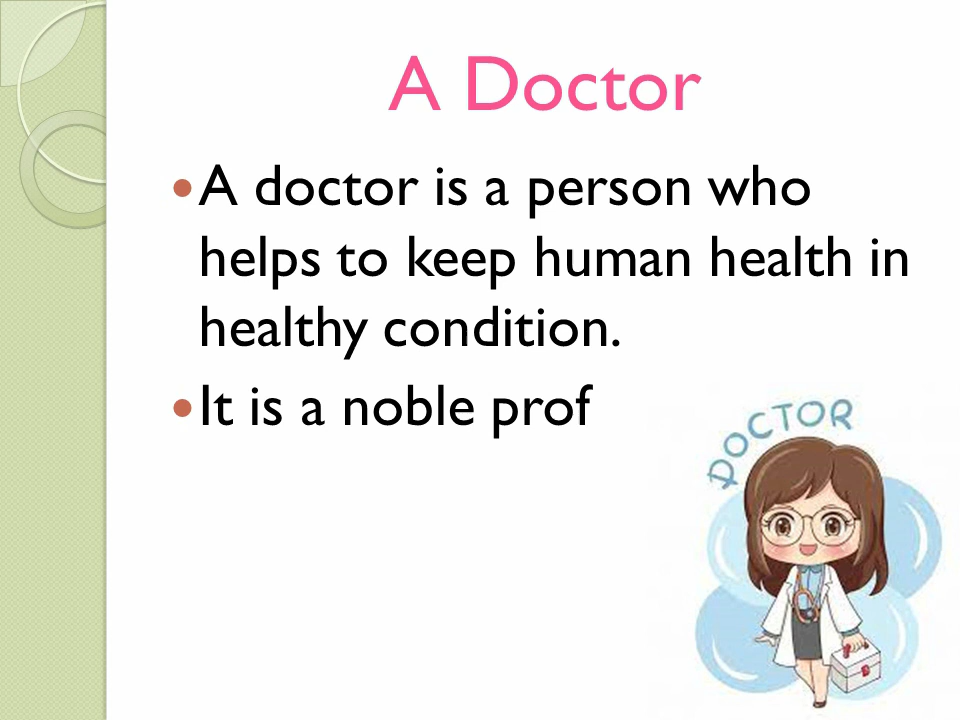 A Doctor
• A doctor is a person who
helps to keep human health in
healthy condition.
• It is a noble prof
DOCTOR
D